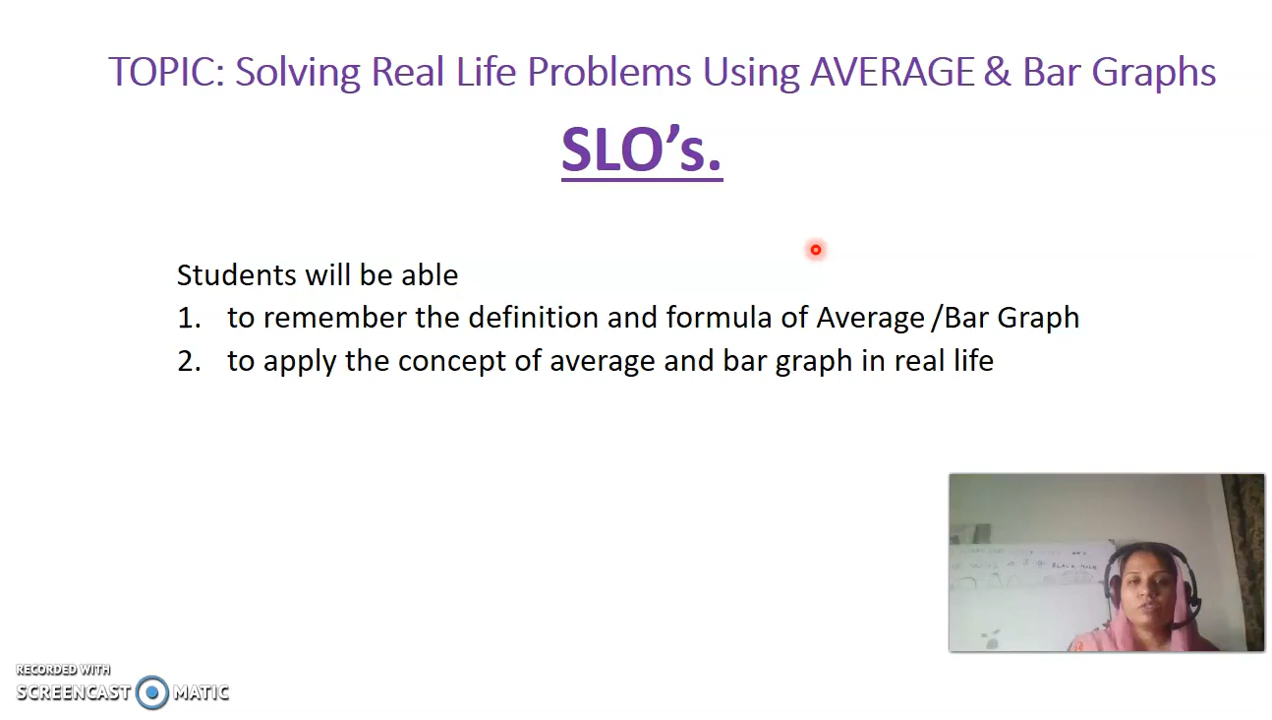 TOPIC: Solving Real Life Problems Using AVERAGE & Bar Graphs
SLO’s.
Students will be able
1. to remember the definition and formula of Average /Bar Graph
2. to apply the concept of average and bar graph in real life
BLACK
RECORDED WITH
SCREENCAST MATIC